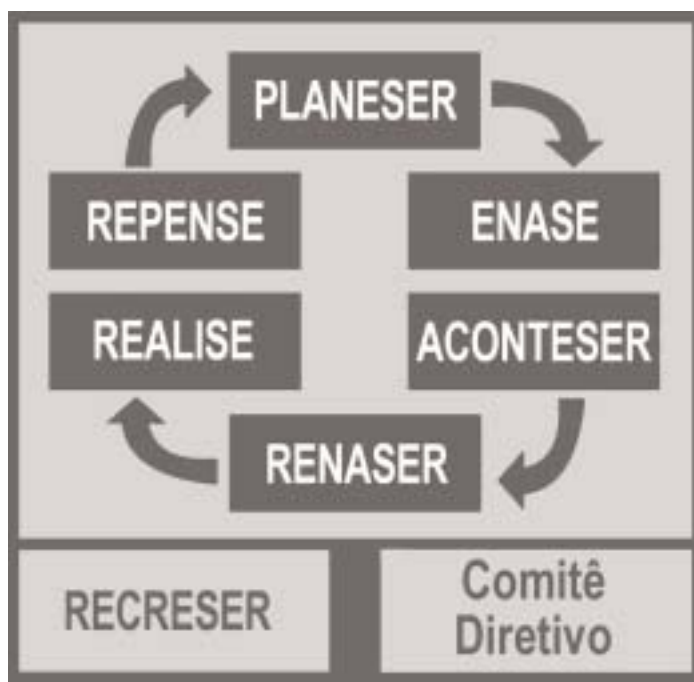 PLANESER
REPENSE
ENASE
REALISE
ACONTESER
RENASER
RECRESER
Comitê
Diretivo